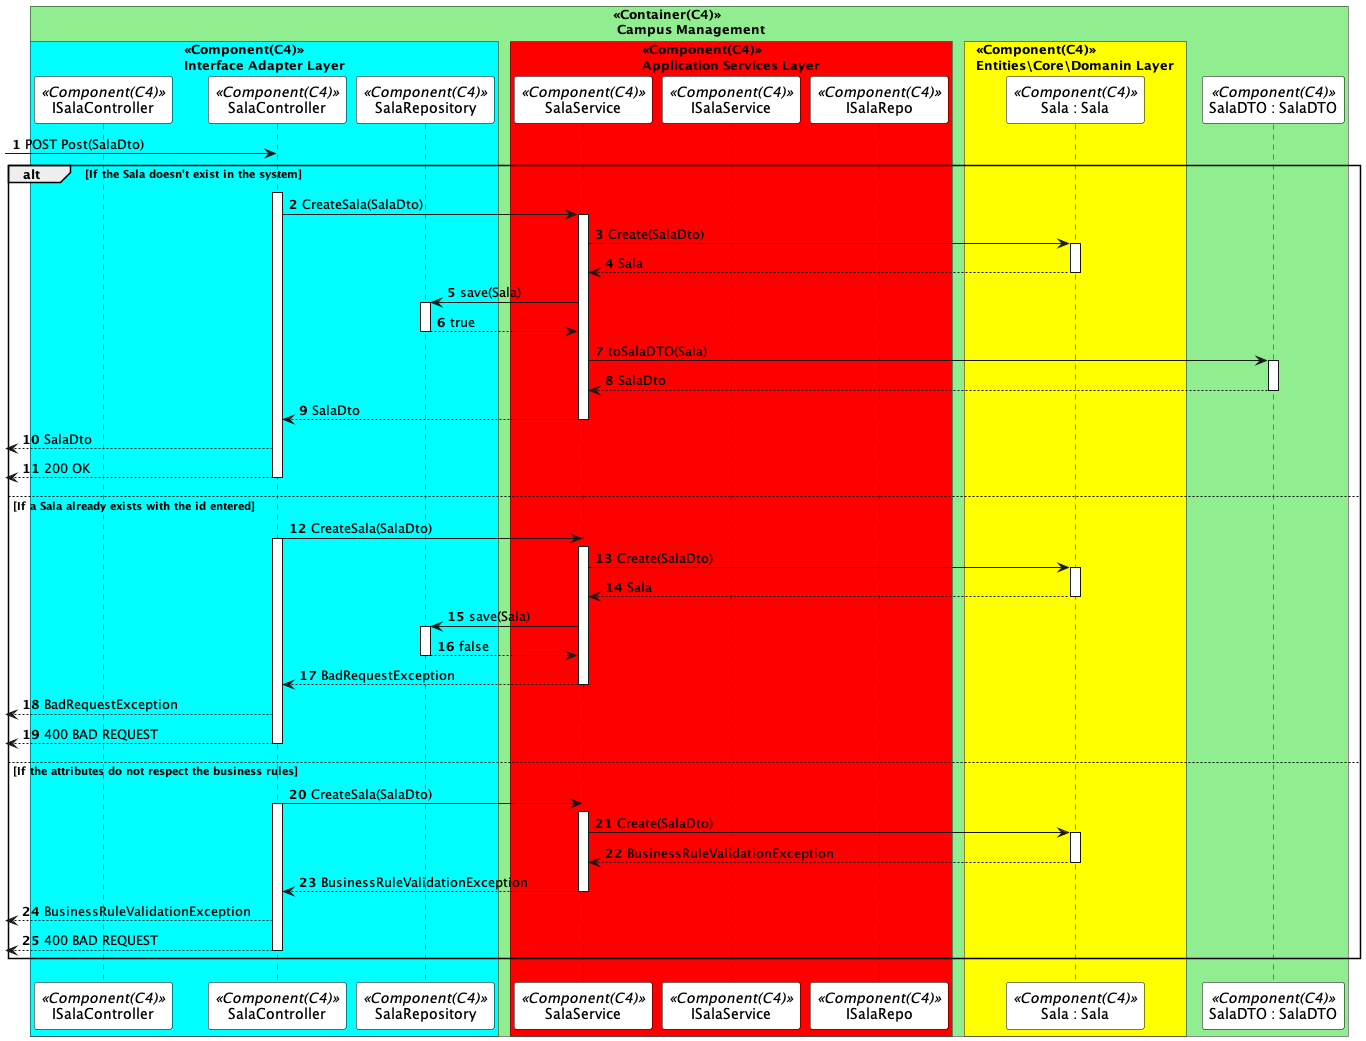 «Container(C4)»
Campus Management
«Component(C4)»
Interface Adapter Layer
«Component(C4)»
Application Services Layer
«Component(C4)»
Entities\Core\Domanin Layer
«Component(C4)»
ISalaController
«Component(C4)»
SalaController
«Component(C4)»
SalaRepository
«Component(C4)»
SalaService
«Component(C4)»
ISalaService
«Component(C4)»
ISalaRepo
«Component(C4)»
Sala : Sala
«Component(C4)»
SalaDTO : SalaDTO
1 POST Post(SalaDto)
alt [If the Sala doesn't exist in the system]
2 CreateSala(SalaDto)
3 Create(SalaDto)
4 Sala
5 save(Sala)
6 true
7 toSalaDTO(Sala)
8 SalaDto
9 SalaDto
10 SalaDto
11 200 OK
[If a Sala already exists with the id entered]
12 CreateSala(SalaDto)
13 Create(SalaDto)
14 Sala
15 save(Sala)
16 false
17 BadRequestException
18 BadRequestException
19 400 BAD REQUEST
[If the attributes do not respect the business rules]
20 CreateSala(SalaDto)
21 Create(SalaDto)
22 BusinessRuleValidationException
23 BusinessRuleValidationException
24 BusinessRuleValidationException
25 400 BAD REQUEST
«Component(C4)»
ISalaController
«Component(C4)»
SalaController
«Component(C4)»
SalaRepository
«Component(C4)»
SalaService
«Component(C4)»
ISalaService
«Component(C4)»
ISalaRepo
«Component(C4)»
Sala : Sala
«Component(C4)»
SalaDTO : SalaDTO